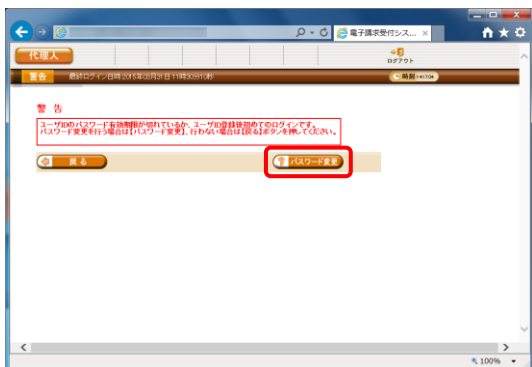 電子請求受付シス... ×
代理人
ログアウト
警告 最終ログイン日時:2015年03月31日 11時30分10秒
時刻
警 告
ユーザIDのパスワード有効期限が切れているか、ユーザID登録後初めてのログインです。
パスワード変更を行う場合は【パスワード変更】、行わない場合は【戻る】ボタンを押してください。
戻る
パスワード変更
100%